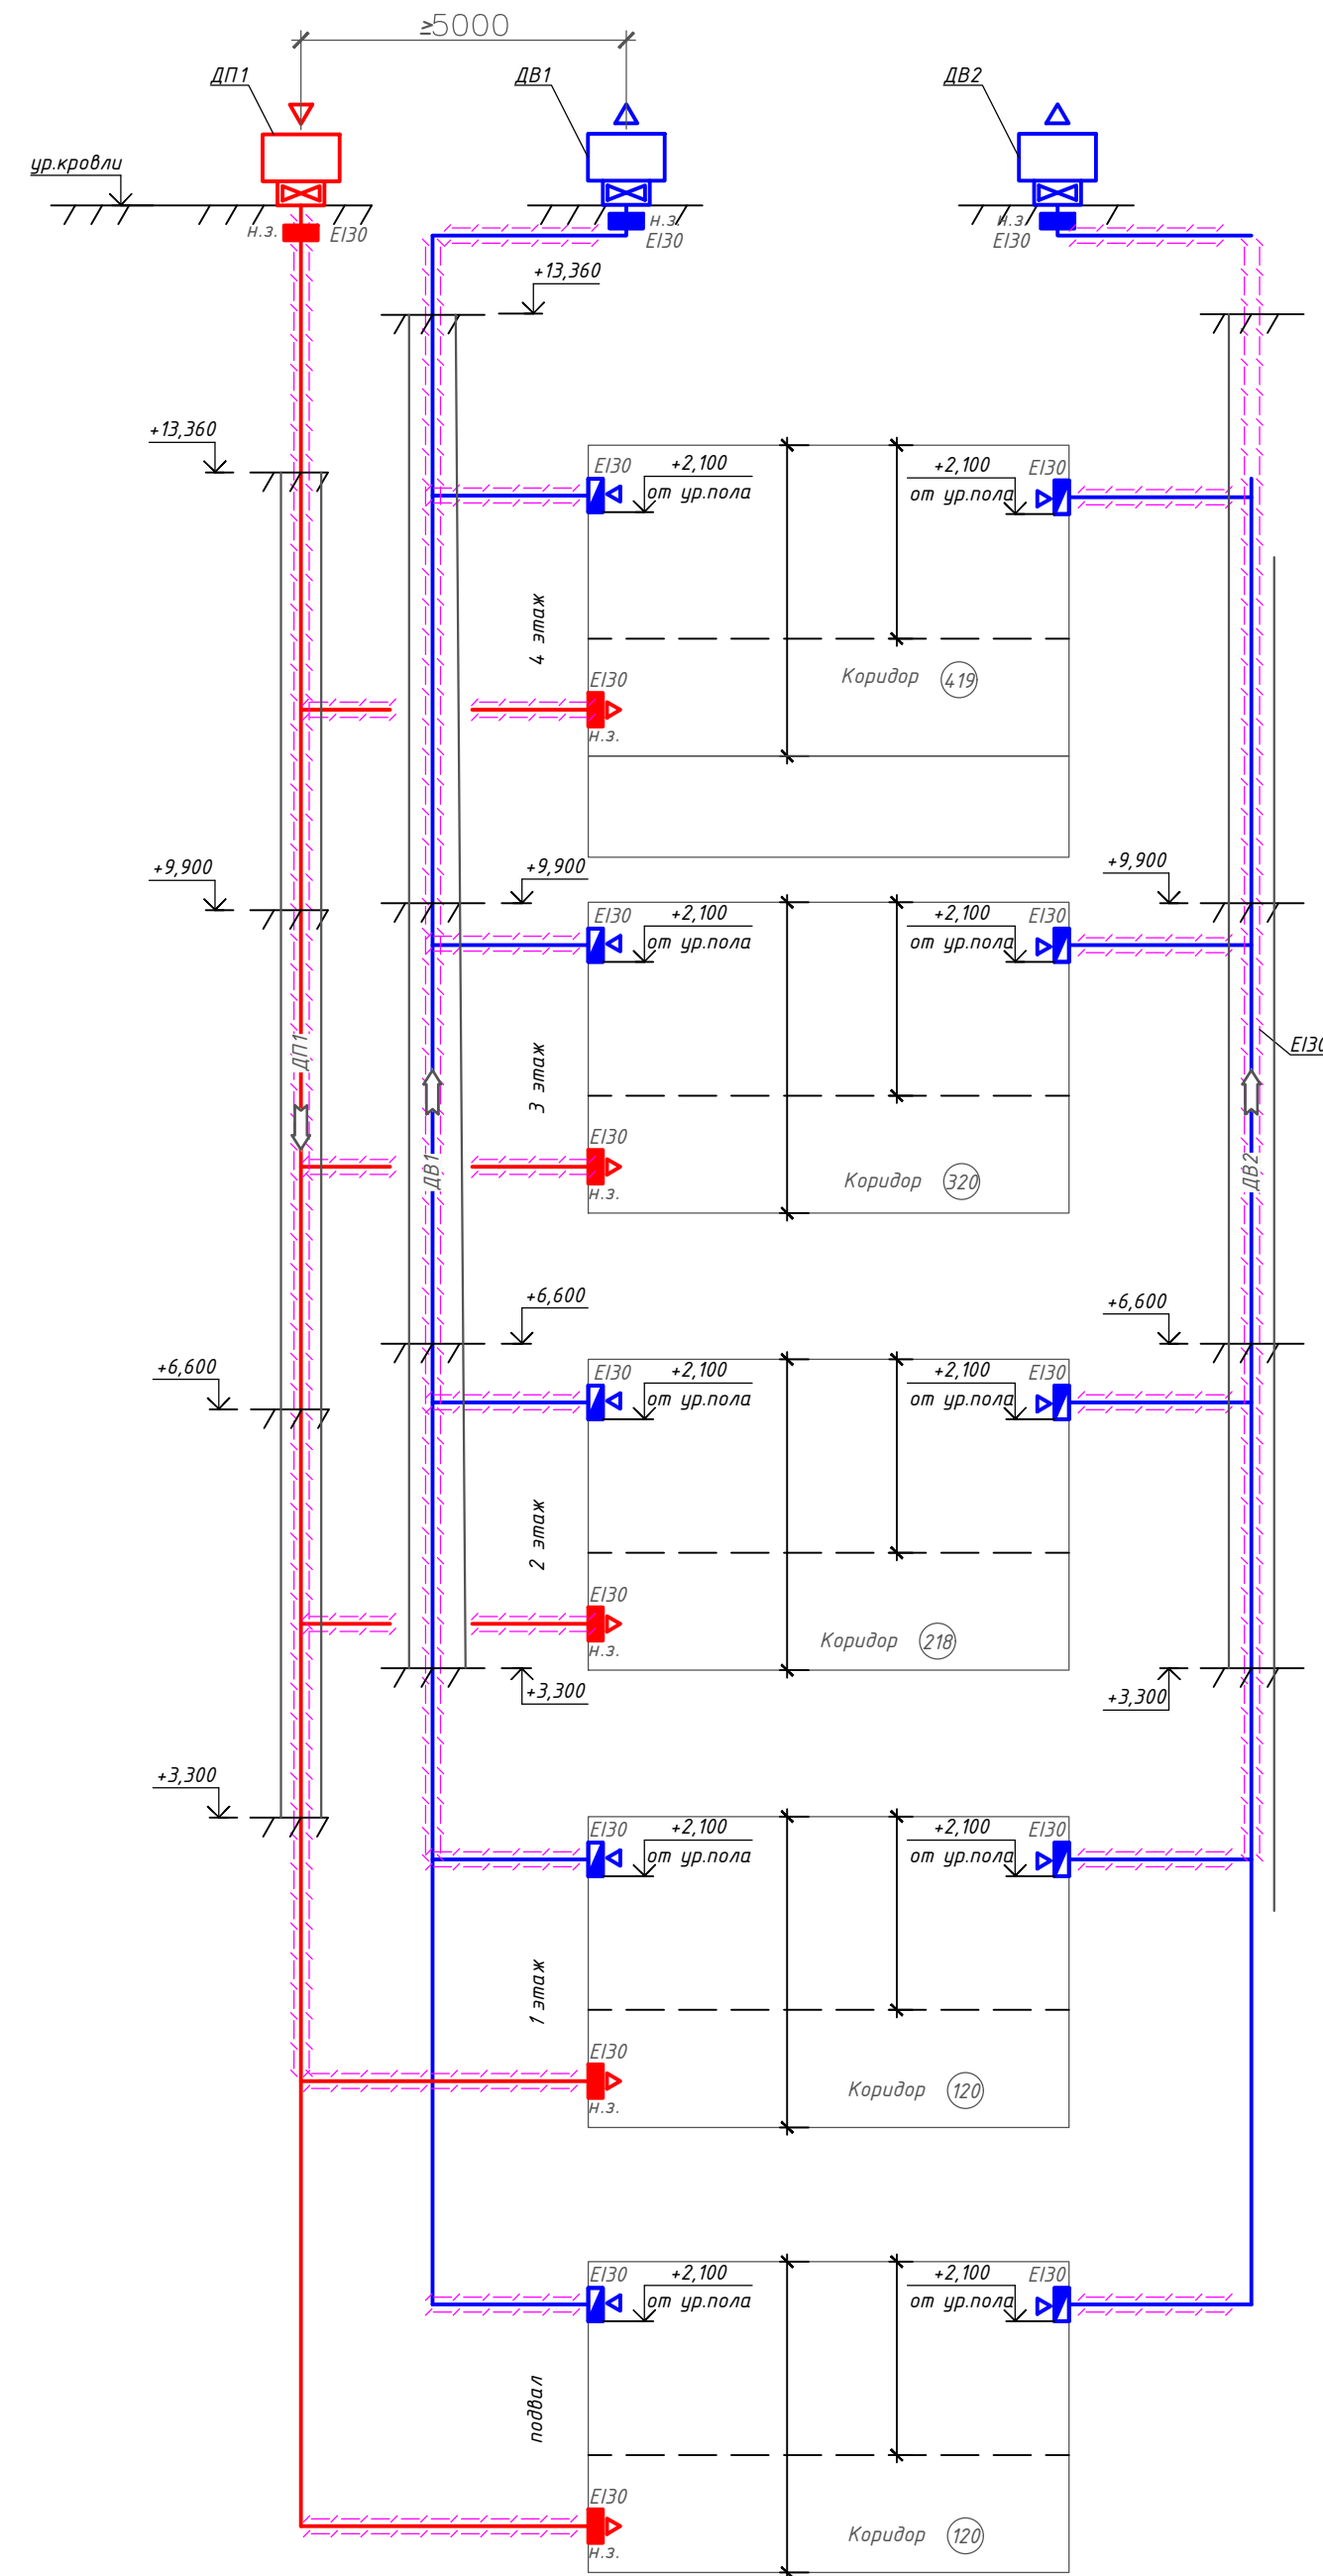 ≥5000
ДП1
ДВ1
ДВ2
ур.кровли
н.з.
EI30
н.з.
EI30
н.з
EI30
+13,360
+13,360
EI30
+2,100
от ур.пола
+2,100
от ур.пола
EI30
4 этаж
Коридор 419
EI30
н.з.
+9,900
+9,900
+9,900
EI30
+2,100
от ур.пола
+2,100
от ур.пола
EI30
ДП1
3 этаж
EI30
ДВ1
ДВ2
EI30
н.з.
Коридор 320
+6,600
+6,600
+6,600
EI30
+2,100
от ур.пола
+2,100
от ур.пола
EI30
2 этаж
EI30
н.з.
Коридор 218
+3,300
+3,300
+3,300
EI30
+2,100
от ур.пола
+2,100
от ур.пола
EI30
1 этаж
EI30
н.з.
Коридор 120
EI30
+2,100
от ур.пола
+2,100
от ур.пола
EI30
подвал
EI30
н.з.
Коридор 120